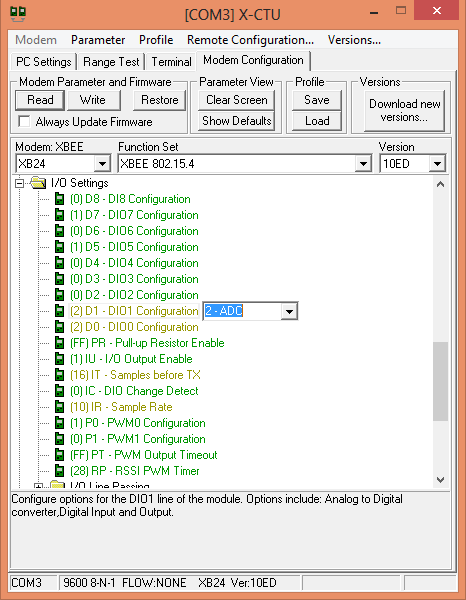 [COM3] X-CTU
Modem Parameter Profile Remote Configuration... Versions...
PC Settings Range Test Terminal Modem Configuration
Modem Parameter and Firmware Parameter View Profile Versions
Read Write Restore Clear Screen Save Download new versions...
Always Update Firmware Show Defaults Load
Modem: XBEE Function Set Version
XB24 XBEE 802.15.4 10ED
I/O Settings
(0) D8 - DI8 Configuration
(1) D7 - DIO7 Configuration
(0) D6 - DIO6 Configuration
(1) D5 - DIO5 Configuration
(0) D4 - DIO4 Configuration
(0) D3 - DIO3 Configuration
(0) D2 - DIO2 Configuration
(2) D1 - DIO1 Configuration 2 - ADC
(2) D0 - DIO0 Configuration
(FF) PR - Pull-up Resistor Enable
(1) IU - I/O Output Enable
(16) IT - Samples before TX
(0) IC - DIO Change Detect
(10) IR - Sample Rate
(1) P0 - PWM0 Configuration
(0) P1 - PWM1 Configuration
(FF) PT - PWM Output Timeout
(28) RP - RSSI PWM Timer
I/O Line Passing
Configure options for the DIO1 line of the module. Options include: Analog to Digital
converter,Digital Input and Output.
COM3 9600 8-N-1 FLOW:NONE XB24 Ver:10ED